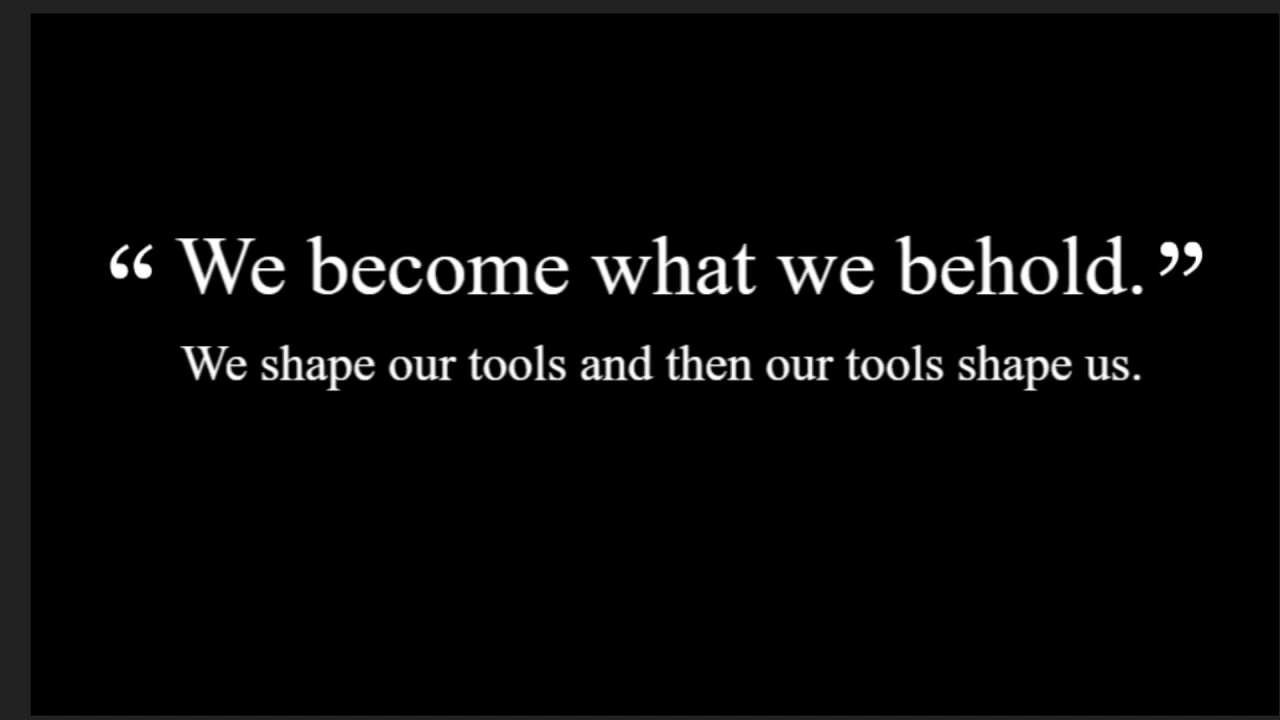 “ We become what we behold. ”
We shape our tools and then our tools shape us.